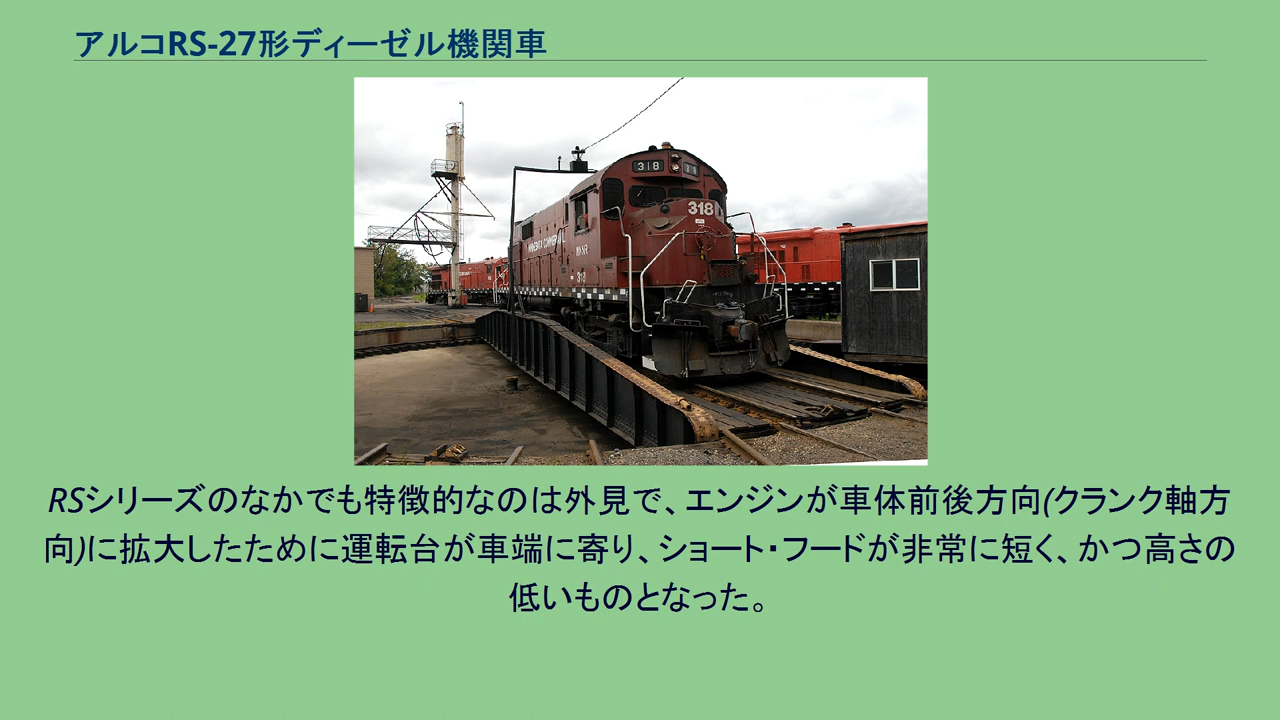 アルコRS-27形ディーゼル機関車
318
318
MNNR
RSシリーズのなかでも特徴的なのは外見で、エンジンが車体前後方向(クランク軸方
向)に拡大したために運転台が車端に寄り、ショート・フードが非常に短く、かつ高さの
低いものとなった。